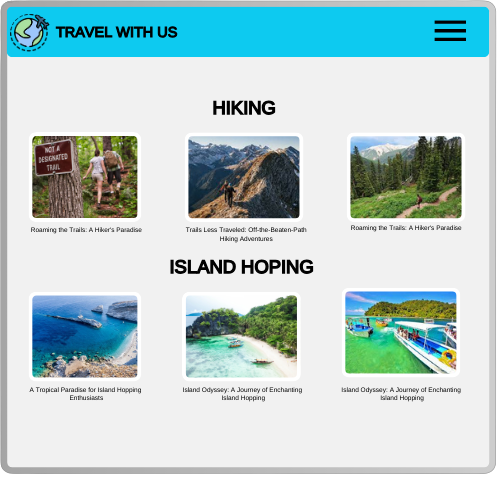 TRAVEL WITH US
HIKING
NOT A
DESIGNATED
TRAIL
Roaming the Trails: A Hiker's Paradise
Trails Less Traveled: Off-the-Beaten-Path
Hiking Adventures
Roaming the Trails: A Hiker's Paradise
ISLAND HOPING
A Tropical Paradise for Island Hopping
Enthusiasts
Island Odyssey: A Journey of Enchanting
Island Hopping
Island Odyssey: A Journey of Enchanting
Island Hopping